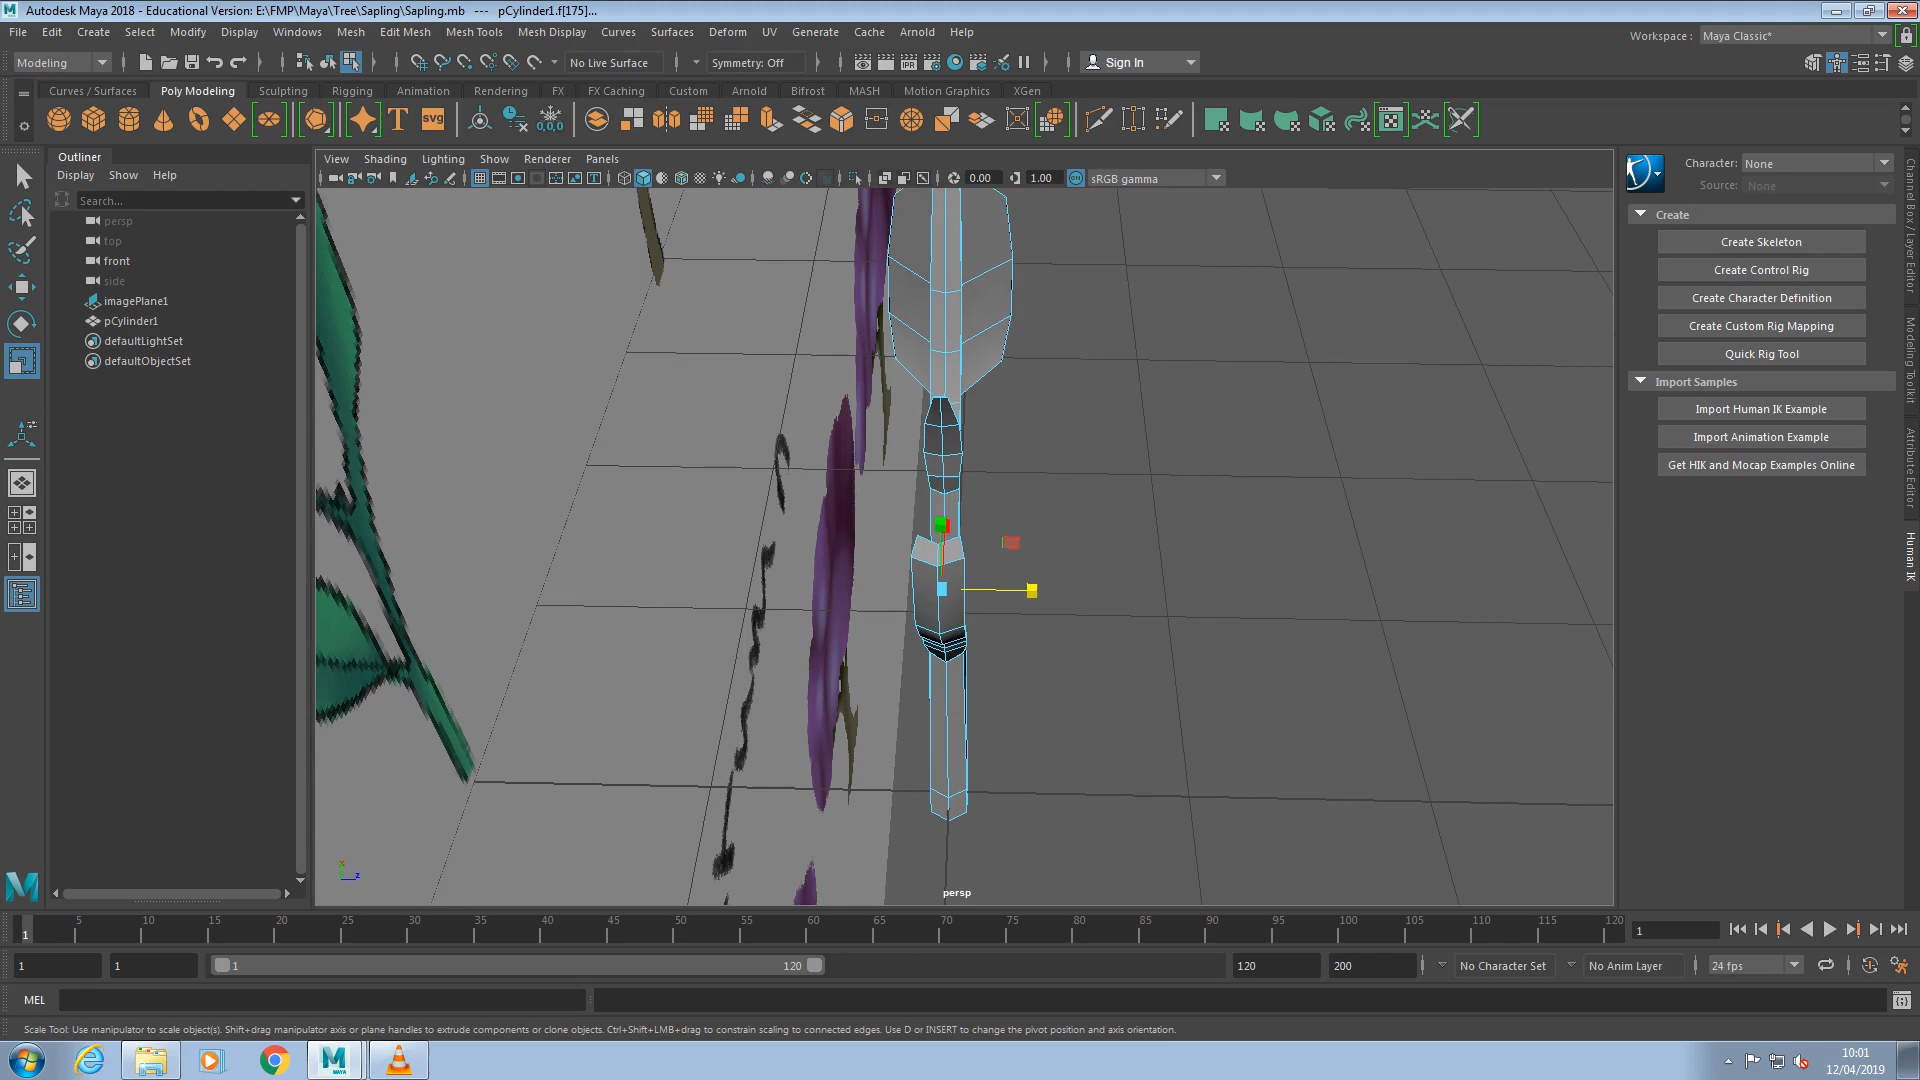 Autodesk Maya 2018 - Educational Version: E:\FMP\Maya\Tree\Sapling\Sapling.mb   ---   pCylinder1.f[175]...
File Edit Create Select Modify Display Windows Mesh Edit Mesh Mesh Tools Mesh Display Curves Surfaces Deform UV Generate Cache Arnold Help
Workspace : Maya Classic*
Modeling No Live Surface Symmetry: Off Sign In
Curves / Surfaces Poly Modeling Sculpting Rigging Animation Rendering FX FX Caching Custom Arnold Bifrost MASH Motion Graphics XGen
T SVG 0,0,0
Outliner
Display Show Help
Search...
persp
top
front
side
imagePlane1
pCylinder1
defaultLightSet
defaultObjectSet
View Shading Lighting Show Renderer Panels
0.00 1.00 ON sRGB gamma
z
persp
Character: None
Source: None
Create
Create Skeleton
Create Control Rig
Create Character Definition
Create Custom Rig Mapping
Quick Rig Tool
Import Samples
Import Human IK Example
Import Animation Example
Get HIK and Mocap Examples Online
Channel Box / Layer Editor
Modeling Toolkit
Attribute Editor
Human IK
1 5 10 15 20 25 30 35 40 45 50 55 60 65 70 75 80 85 90 95 100 105 110 115 120
1
1 1 1 120 120 200 No Character Set No Anim Layer 24 fps
MEL
Scale Tool: Use manipulator to scale object(s). Shift+drag manipulator axis or plane handles to extrude components or clone objects. Ctrl+Shift+LMB+drag to constrain scaling to connected edges. Use D or INSERT to change the pivot position and axis orientation.
MAYA
10:01
12/04/2019